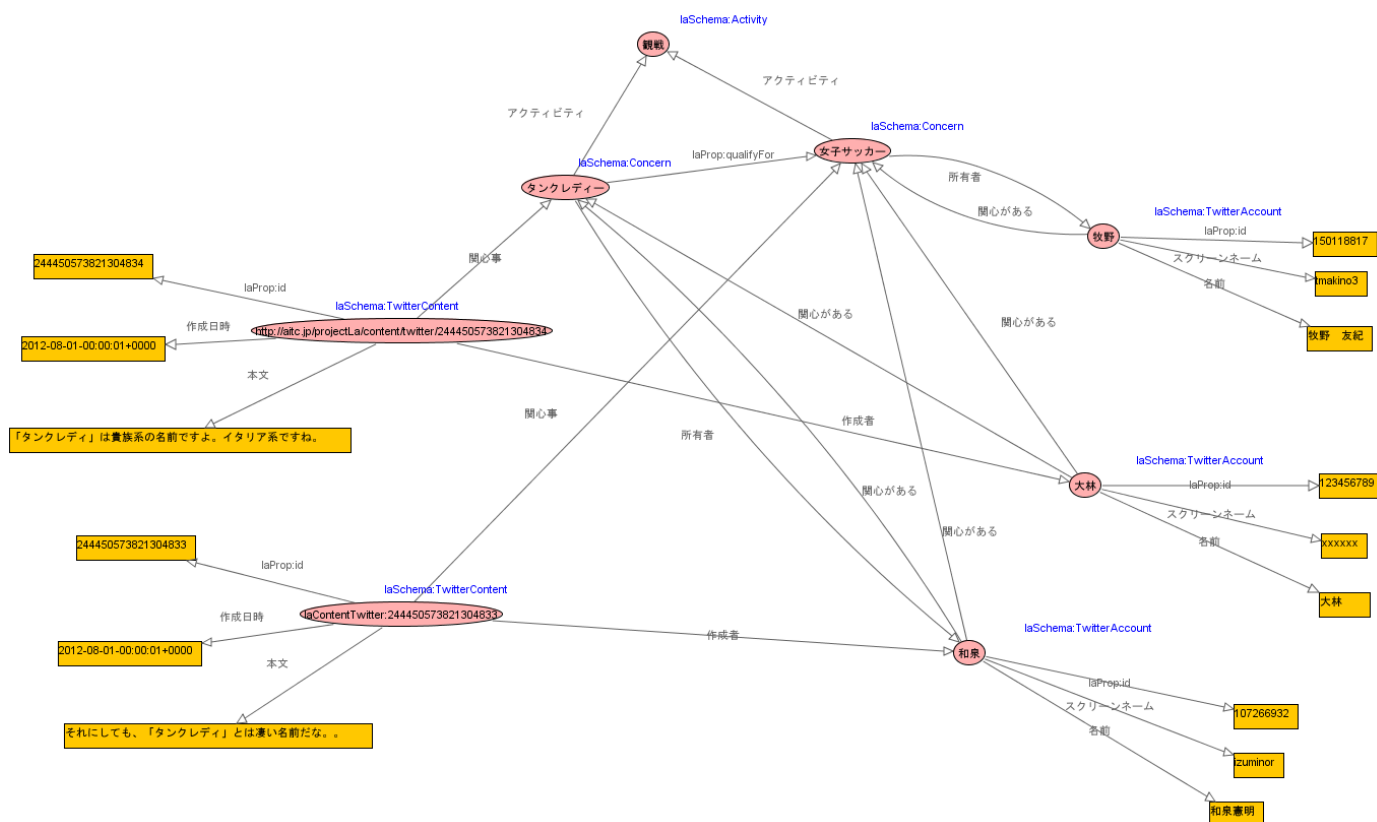 laSchema:Activity
観戦
アクティビティ
アクティビティ
laSchema:Concern
女子サッカー
laProp:qualifyFor
laSchema:Concern
タンクレディー
所有者
関心がある
laSchema:TwitterAccount
牧野
laProp:id
150118817
スクリーンネーム
tmakino3
名前
牧野　友紀
関心事
244450573821304834
laProp:id
laSchema:TwitterContent
http://aitc.jp/projectLa/content/twitter/244450573821304834
作成日時
2012-08-01-00:00:01+0000
本文
「タンクレディ」は貴族系の名前ですよ。イタリア系ですね。
関心がある
関心がある
関心事
所有者
作成者
関心がある
関心がある
laSchema:TwitterAccount
大林
laProp:id
123456789
スクリーンネーム
xxxxxx
名前
大林
244450573821304833
laProp:id
laSchema:TwitterContent
laContentTwitter:244450573821304833
作成日時
2012-08-01-00:00:01+0000
本文
それにしても、「タンクレディ」とは凄い名前だな。。
作成者
laSchema:TwitterAccount
和泉
laProp:id
107266932
スクリーンネーム
izuminor
名前
和泉憲明